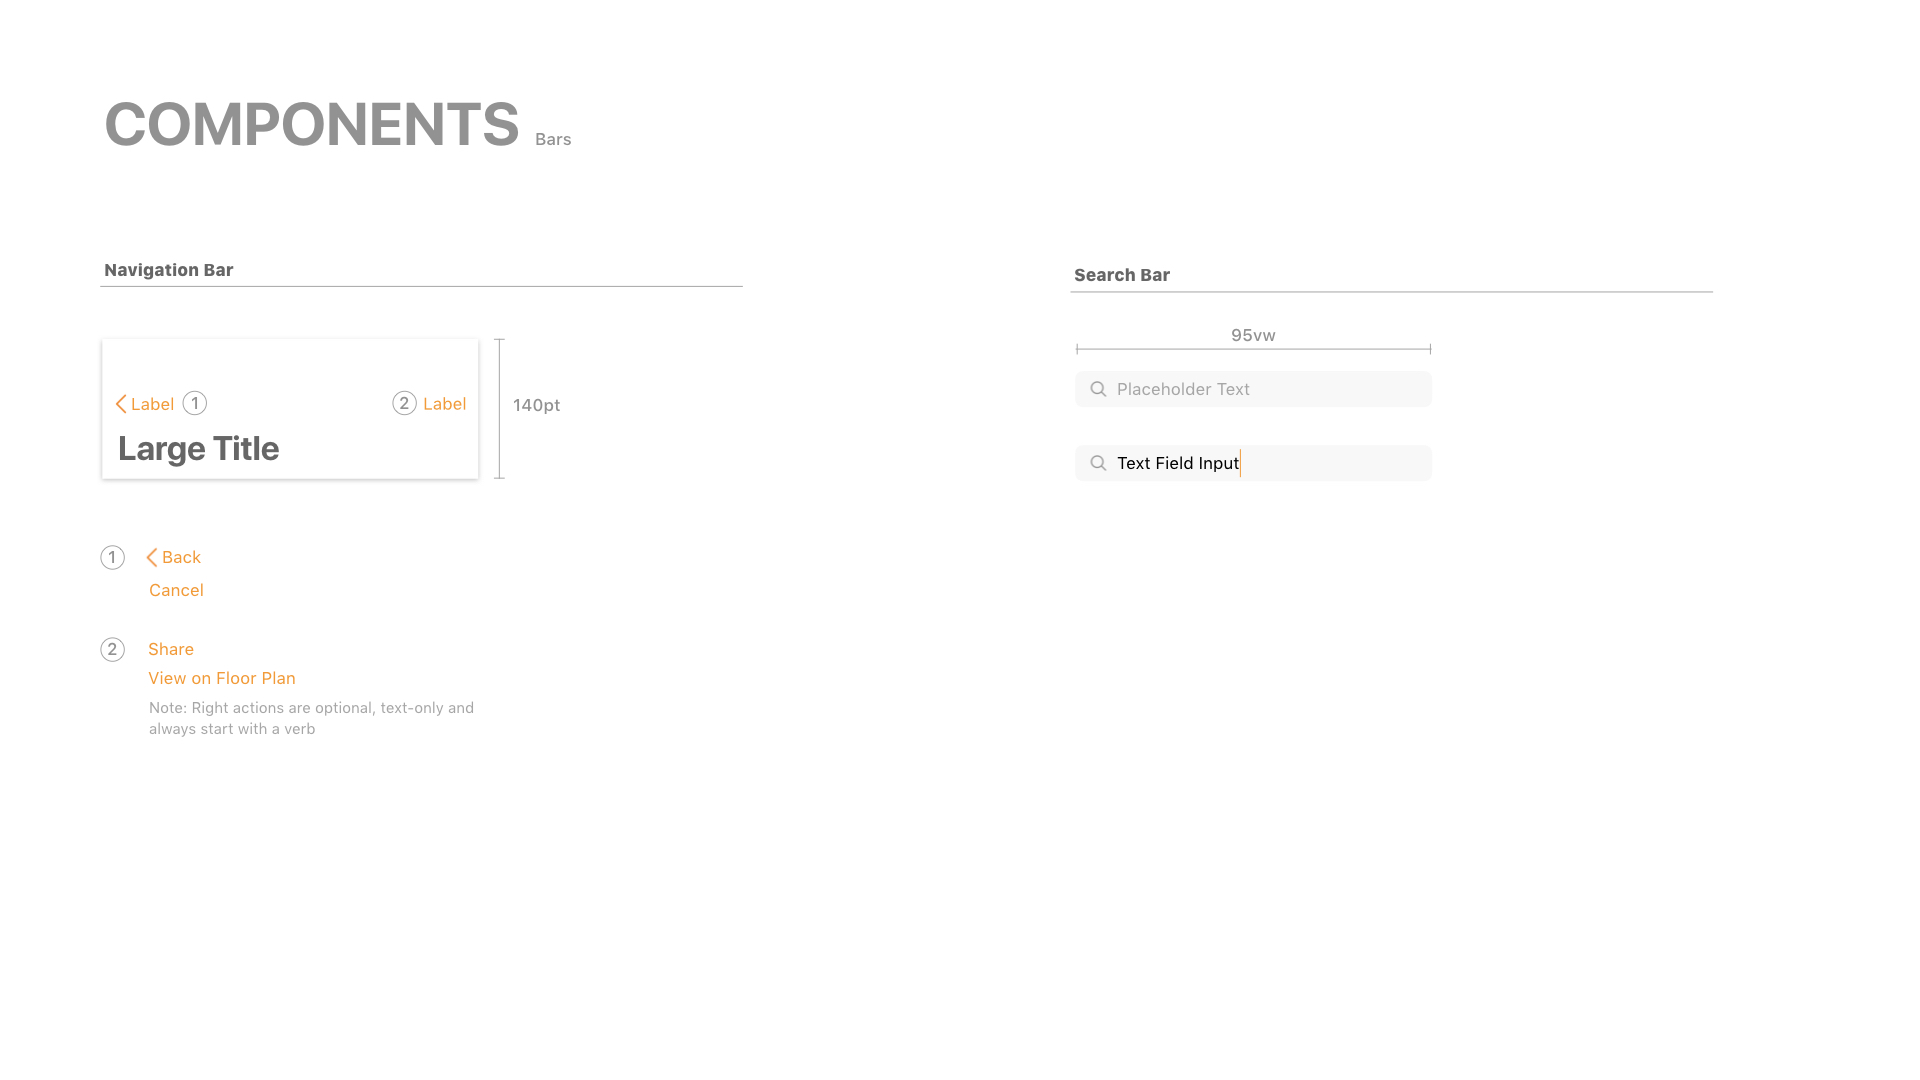 COMPONENTS Bars
Navigation Bar
Label 1
2 Label
Large Title
140pt
1 Back
Cancel
2 Share
View on Floor Plan
Note: Right actions are optional, text-only and
always start with a verb
Search Bar
95vw
Placeholder Text
Text Field Input